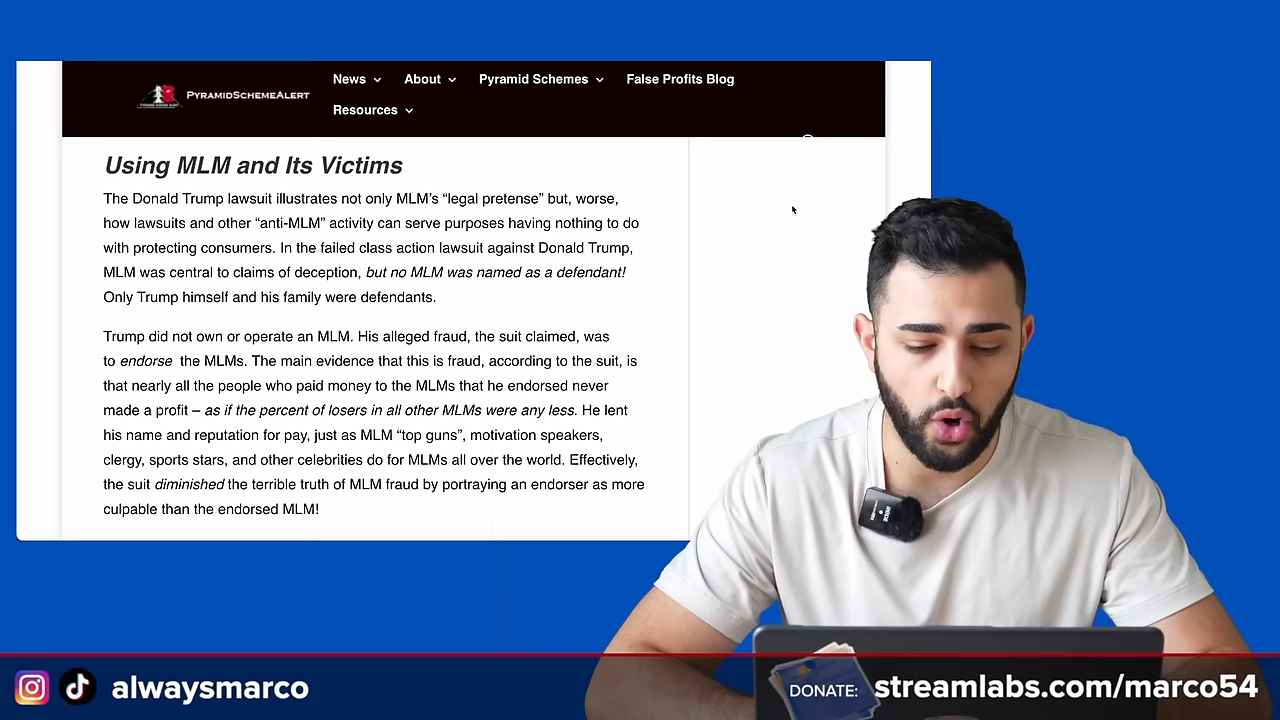 News
About
Pyramid Schemes
False Profits Blog
PYRAMIDSCHEMEALERT
Resources
Using MLM and Its Victims
The Donald Trump lawsuit illustrates not only MLM’s “legal pretense” but, worse,
how lawsuits and other “anti-MLM” activity can serve purposes having nothing to do
with protecting consumers. In the failed class action lawsuit against Donald Trump,
MLM was central to claims of deception, but no MLM was named as a defendant!
Only Trump himself and his family were defendants.
Trump did not own or operate an MLM. His alleged fraud, the suit claimed, was
to endorse the MLMs. The main evidence that this is fraud, according to the suit, is
that nearly all the people who paid money to the MLMs that he endorsed never
made a profit – as if the percent of losers in all other MLMs were any less. He lent
his name and reputation for pay, just as MLM “top guns”, motivation speakers,
clergy, sports stars, and other celebrities do for MLMs all over the world. Effectively,
the suit diminished the terrible truth of MLM fraud by portraying an endorser as more
culpable than the endorsed MLM!
alwaysmarco
DONATE: streamlabs.com/marco54